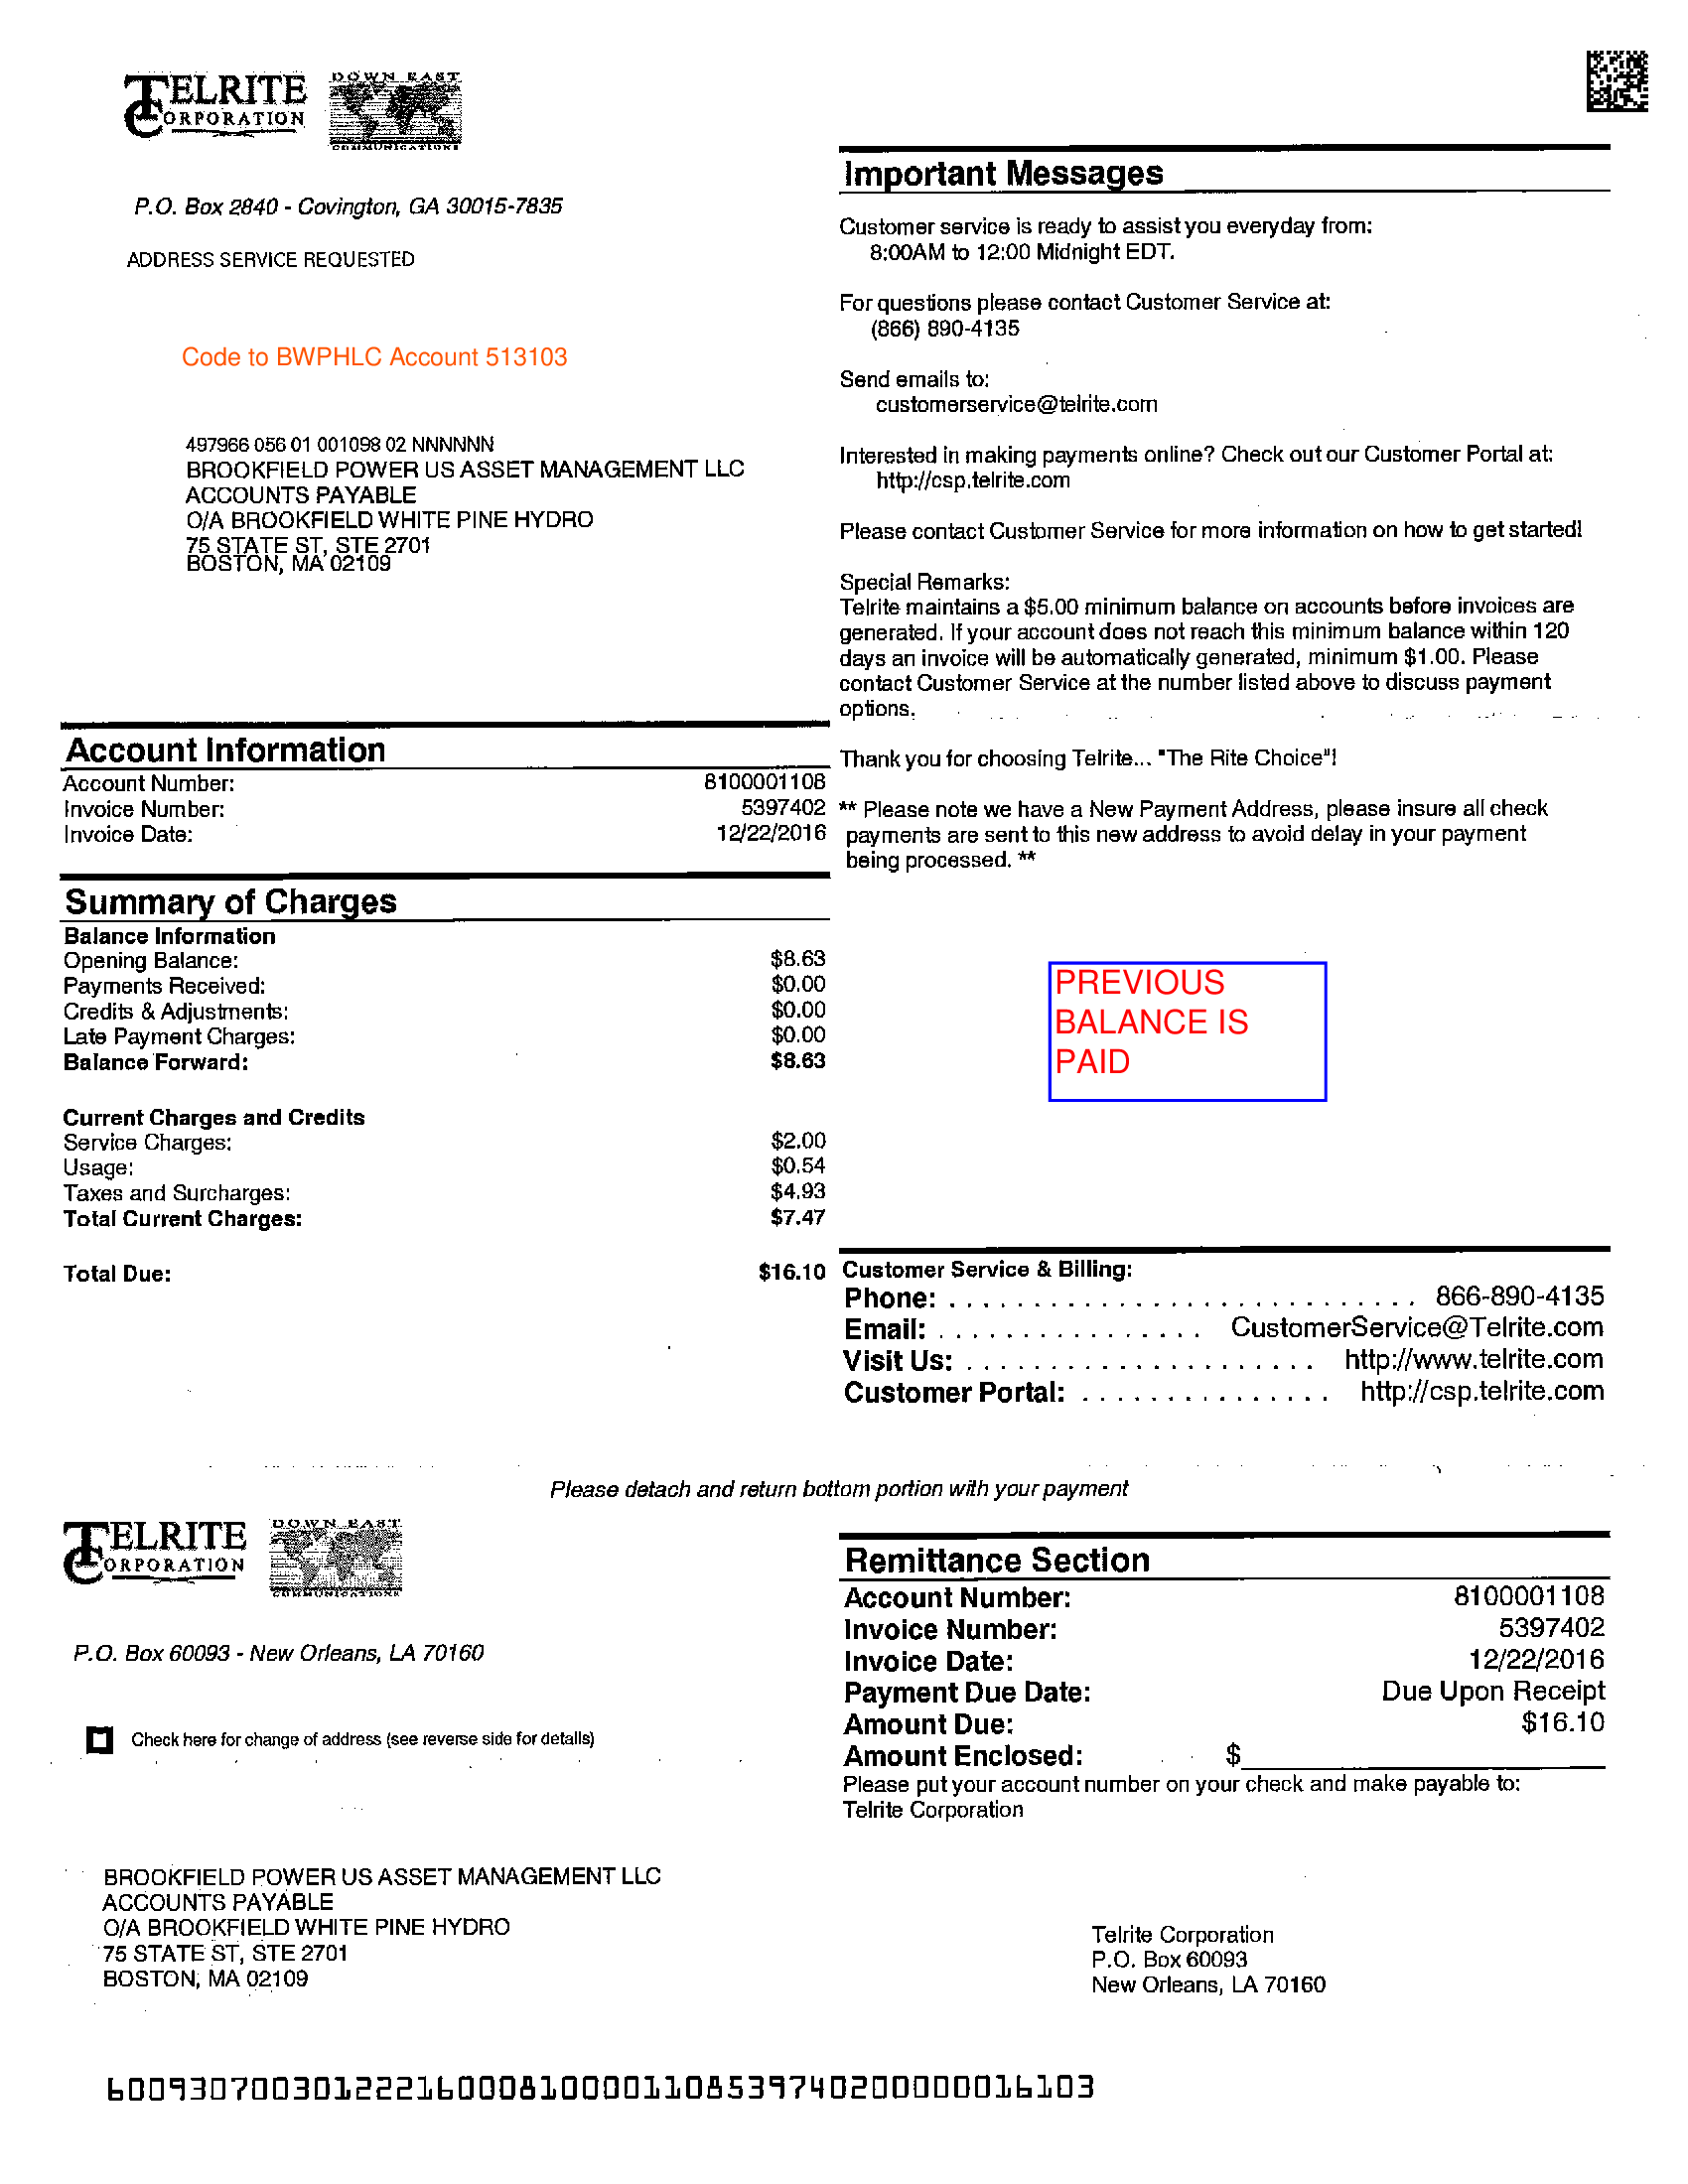 TELRITE
CORPORATION
DOWN EAST
COMMUNICATIONS
P.O. Box 2840 - Covington, GA 30015-7835
ADDRESS SERVICE REQUESTED
Code to BWPHLC Account 513103
497966 056 01 001098 02 NNNNNN
BROOKFIELD POWER US ASSET MANAGEMENT LLC
ACCOUNTS PAYABLE
O/A BROOKFIELD WHITE PINE HYDRO
75 STATE ST, STE 2701
BOSTON, MA 02109
Important Messages
Customer service is ready to assist you everyday from:
8:00AM to 12:00 Midnight EDT.
For questions please contact Customer Service at:
(866) 890-4135
Send emails to:
customerservice@telrite.com
Interested in making payments online? Check out our Customer Portal at:
http://csp.telrite.com
Please contact Customer Service for more information on how to get started!
Special Remarks:
Telrite maintains a $5.00 minimum balance on accounts before invoices are
generated. If your account does not reach this minimum balance within 120
days an invoice will be automatically generated, minimum $1.00. Please
contact Customer Service at the number listed above to discuss payment
options.
Thank you for choosing Telrite... "The Rite Choice"!
** Please note we have a New Payment Address, please insure all check
payments are sent to this new address to avoid delay in your payment
being processed. **
Account Information
Account Number: 8100001108
Invoice Number: 5397402
Invoice Date: 12/22/2016
Summary of Charges
Balance Information
Opening Balance: $8.63
Payments Received: $0.00
Credits & Adjustments: $0.00
Late Payment Charges: $0.00
Balance Forward: $8.63
Current Charges and Credits
Service Charges: $2.00
Usage: $0.54
Taxes and Surcharges: $4.93
Total Current Charges: $7.47
Total Due: $16.10
PREVIOUS
BALANCE IS
PAID
Customer Service & Billing:
Phone: . . . . . . . . . . . . . . . . . . . . . . . . . . . . 866-890-4135
Email: . . . . . . . . . . . . . . . . CustomerService@Telrite.com
Visit Us: . . . . . . . . . . . . . . . . . . . . . http://www.telrite.com
Customer Portal: . . . . . . . . . . . . . . . http://csp.telrite.com
Please detach and return bottom portion with your payment
TELRITE
CORPORATION
DOWN EAST
COMMUNICATIONS
P.O. Box 60093 - New Orleans, LA 70160
Check here for change of address (see reverse side for details)
Remittance Section
Account Number: 8100001108
Invoice Number: 5397402
Invoice Date: 12/22/2016
Payment Due Date: Due Upon Receipt
Amount Due: $16.10
Amount Enclosed: $
Please put your account number on your check and make payable to:
Telrite Corporation
BROOKFIELD POWER US ASSET MANAGEMENT LLC
ACCOUNTS PAYABLE
O/A BROOKFIELD WHITE PINE HYDRO
75 STATE ST, STE 2701
BOSTON, MA 02109
Telrite Corporation
P.O. Box 60093
New Orleans, LA 70160
600930700301222160008100001108539740200000016103